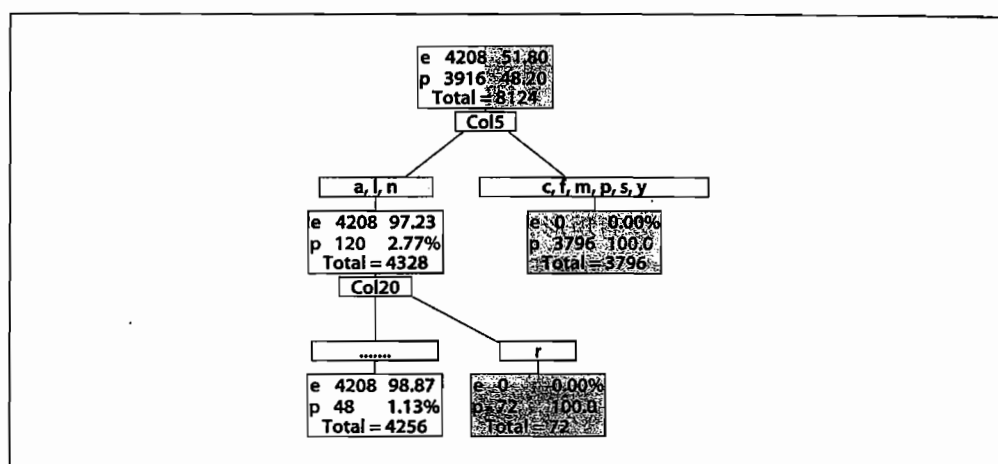 e 4208 51.80
p 3916 48.20
Total = 8124
Col5
a, l, n
c, f, m, p, s, y
e 4208 97.23
p 120 2.77%
Total = 4328
e 0 0.00%
p 3796 100.0
Total = 3796
Col20
.......
r
e 4208 98.87
p 48 1.13%
Total = 4256
e 0 0.00%
p 72 100.0
Total = 72